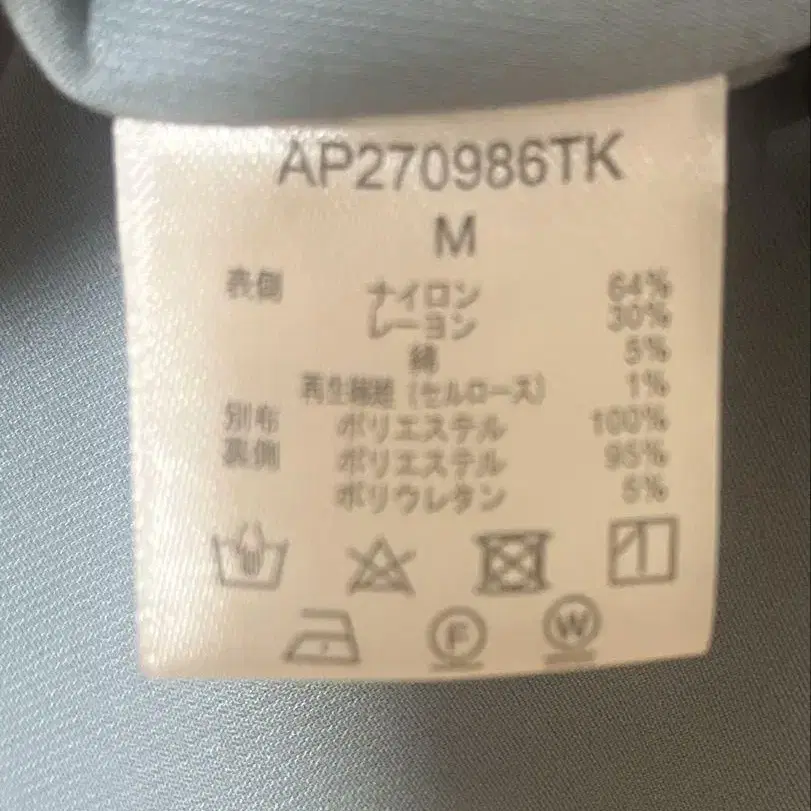 AP270986TK
M
表側 ナイロン 64%
レーヨン 30%
綿 5%
再生繊維(セルロース) 1%
別布 ポリエステル 100%
裏側 ポリエステル 95%
ポリウレタン 5%
F W